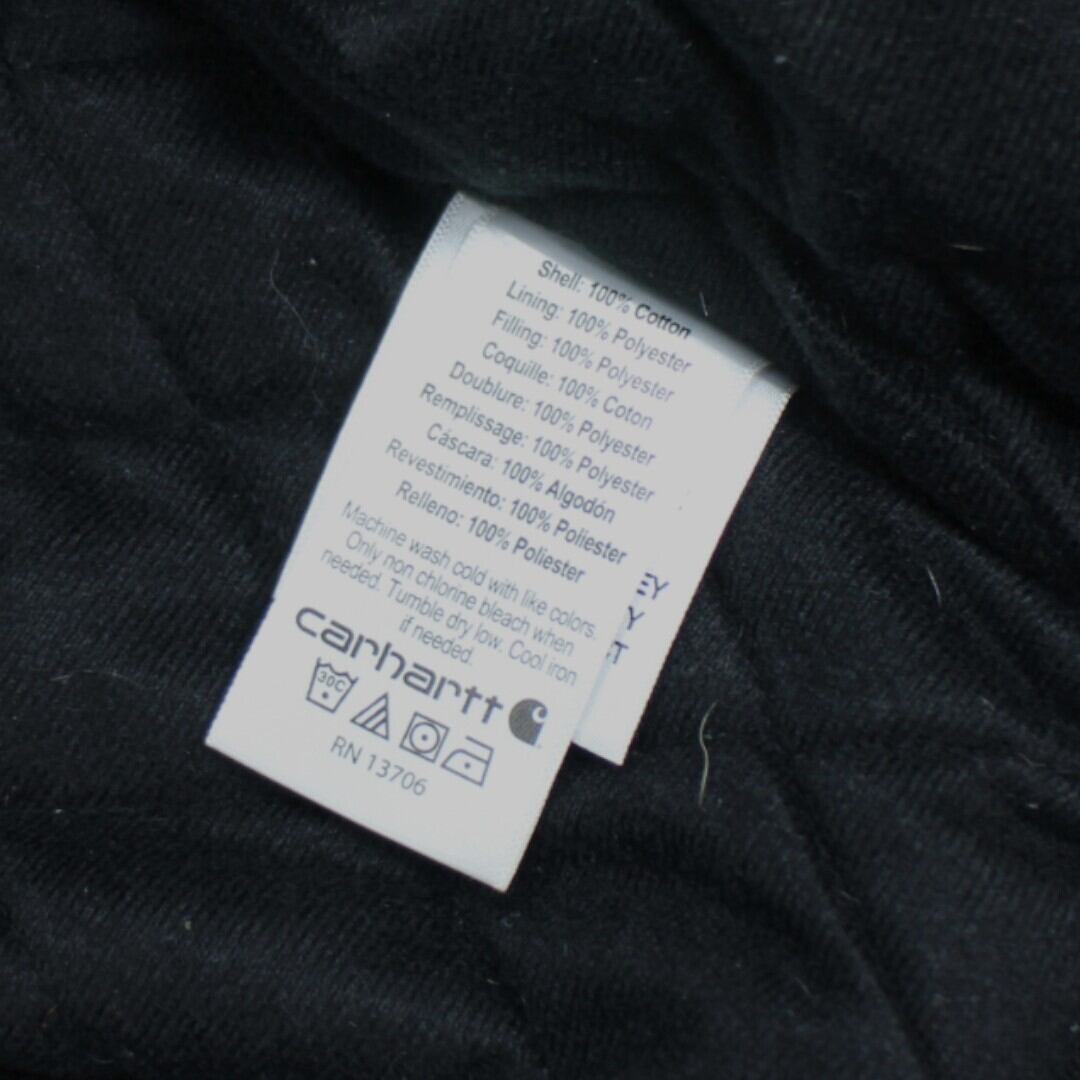 Shell: 100% Cotton
Lining: 100% Polyester
Filling: 100% Polyester
Coquille: 100% Coton
Doublure: 100% Polyester
Remplissage: 100% Polyester
Cáscara: 100% Algodón
Revestimiento: 100% Poliester
Relleno: 100% Poliester
Machine wash cold with like colors.
Only non chlorine bleach when
needed. Tumble dry low. Cool iron
if needed.
carhartt
30C
RN 13706
EY
Y